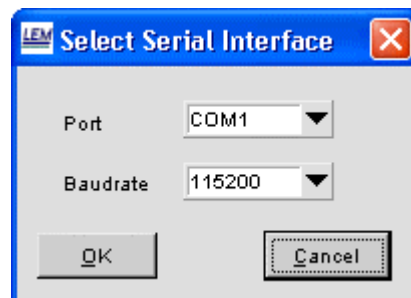 LEM Select Serial Interface
Port COM1
Baudrate 115200
OK Cancel